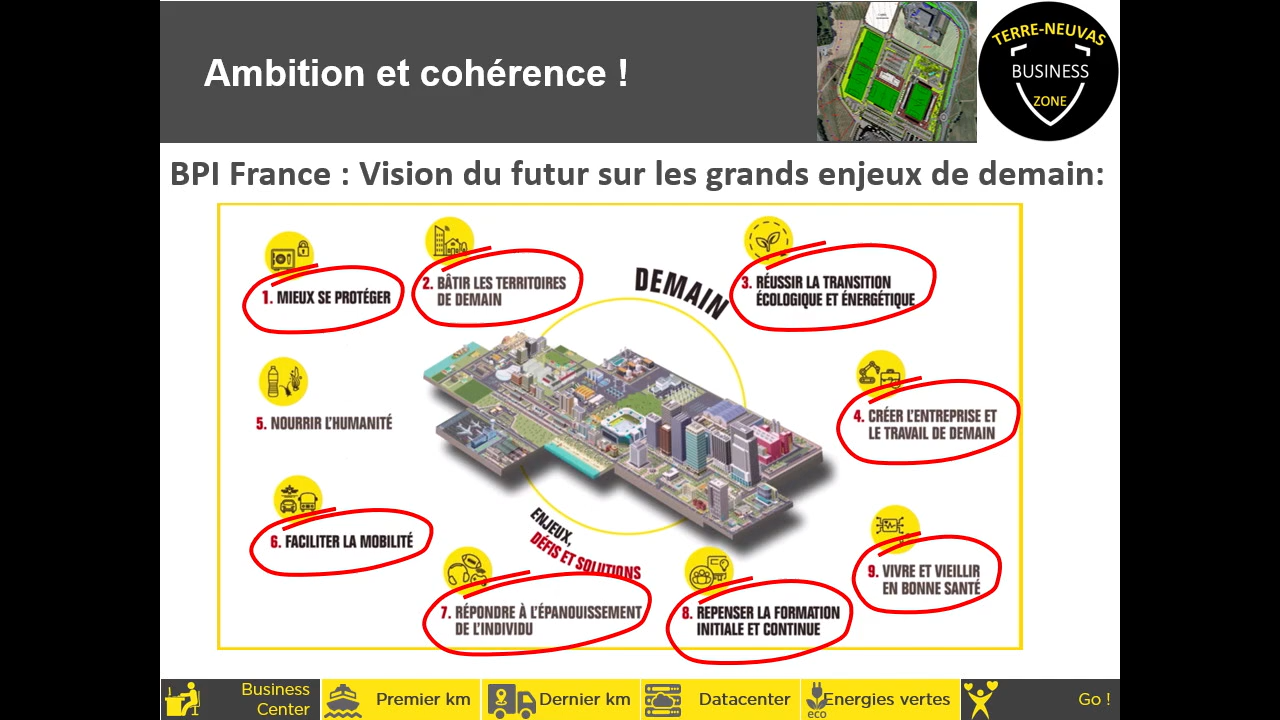 Ambition et cohérence !
TERRE-NEUVAS
BUSINESS
ZONE
BPI France : Vision du futur sur les grands enjeux de demain:
1. MIEUX SE PROTÉGER
2. BÂTIR LES TERRITOIRES
DE DEMAIN
DEMAIN
3. RÉUSSIR LA TRANSITION
ÉCOLOGIQUE ET ÉNERGÉTIQUE
4. CRÉER L'ENTREPRISE ET
LE TRAVAIL DE DEMAIN
5. NOURRIR L'HUMANITÉ
6. FACILITER LA MOBILITÉ
ENJEUX,
DÉFIS ET SOLUTIONS
7. RÉPONDRE À L'ÉPANOUISSEMENT
DE L'INDIVIDU
8. REPENSER LA FORMATION
INITIALE ET CONTINUE
9. VIVRE ET VIEILLIR
EN BONNE SANTÉ
Business
Center
Premier km
Dernier km
Datacenter
eco
Energies vertes
Go !